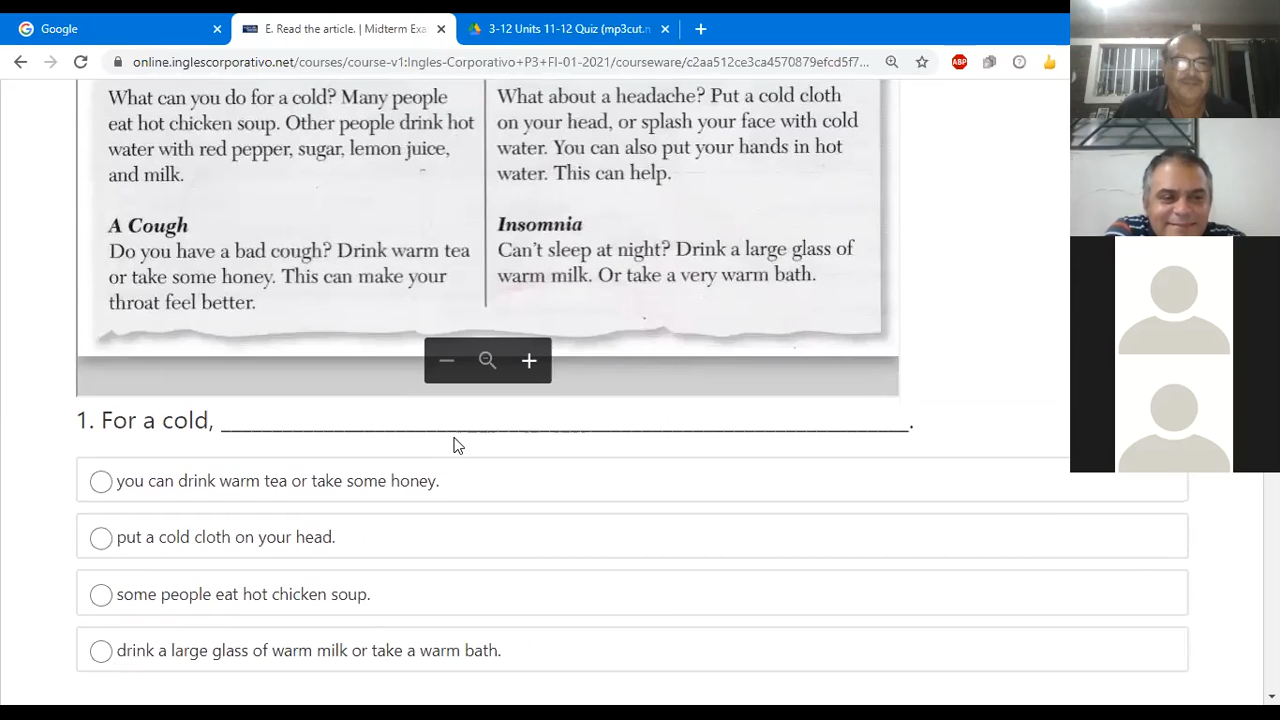 Google
E. Read the article. | Midterm Exa
3-12 Units 11-12 Quiz (mp3cut.n
online.inglescorporativo.net/courses/course-v1:Ingles-Corporativo+P3+FI-01-2021/courseware/c2aa512ce3ca4570879efcd5f7...
ABP
What can you do for a cold? Many people
eat hot chicken soup. Other people drink hot
water with red pepper, sugar, lemon juice,
and milk.
A Cough
Do you have a bad cough? Drink warm tea
or take some honey. This can make your
throat feel better.
What about a headache? Put a cold cloth
on your head, or splash your face with cold
water. You can also put your hands in hot
water. This can help.
Insomnia
Can't sleep at night? Drink a large glass of
warm milk. Or take a very warm bath.
1. For a cold, ______________________________________________.
you can drink warm tea or take some honey.
put a cold cloth on your head.
some people eat hot chicken soup.
drink a large glass of warm milk or take a warm bath.